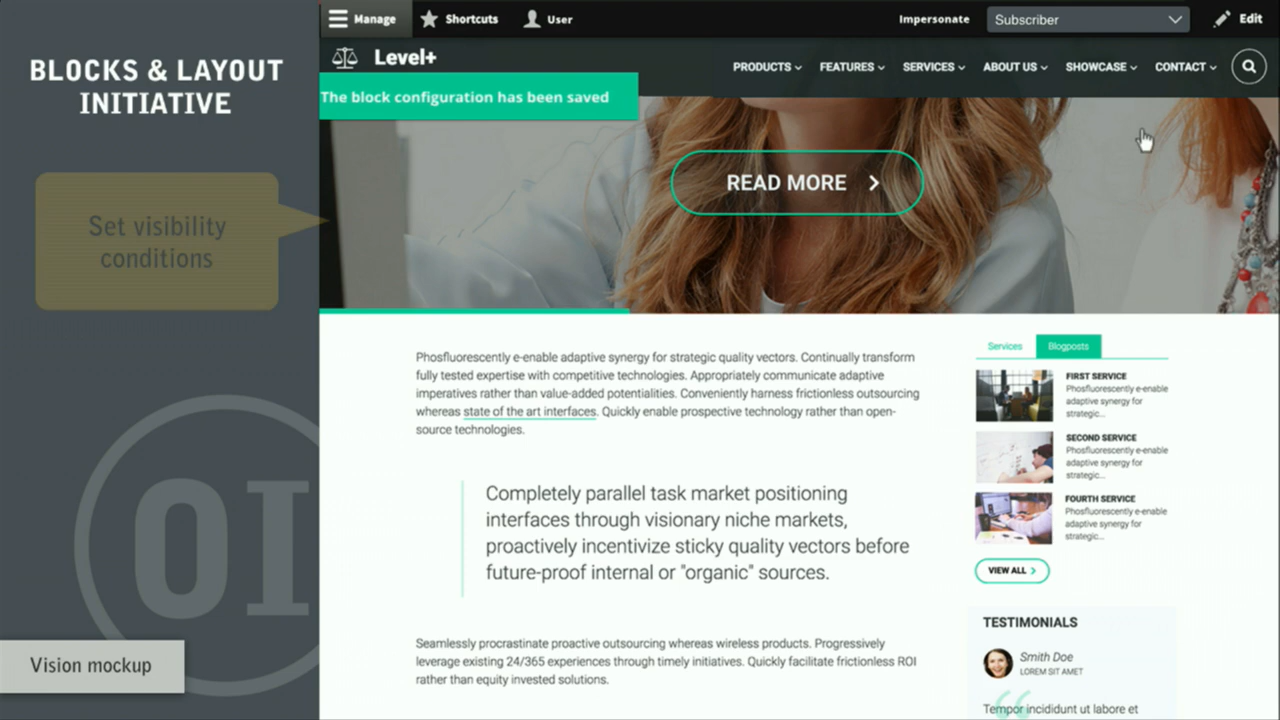 BLOCKS & LAYOUT
INITIATIVE
Set visibility
conditions
OI
Vision mockup
Manage
Shortcuts
User
Impersonate
Subscriber
Edit
Level+
PRODUCTS
FEATURES
SERVICES
ABOUT US
SHOWCASE
CONTACT
The block configuration has been saved
READ MORE
Phosfluorescently e-enable adaptive synergy for strategic quality vectors. Continually transform
fully tested expertise with competitive technologies. Appropriately communicate adaptive
imperatives rather than value-added potentialities. Conveniently harness frictionless outsourcing
whereas state of the art interfaces. Quickly enable prospective technology rather than open-
source technologies.
Completely parallel task market positioning
interfaces through visionary niche markets,
proactively incentivize sticky quality vectors before
future-proof internal or "organic" sources.
Seamlessly procrastinate proactive outsourcing whereas wireless products. Progressively
leverage existing 24/365 experiences through timely initiatives. Quickly facilitate frictionless ROI
rather than equity invested solutions.
Services
Blogposts
FIRST SERVICE
Phosfluorescently e-enable
adaptive synergy for
strategic...
SECOND SERVICE
Phosfluorescently e-enable
adaptive synergy for
strategic...
FOURTH SERVICE
Phosfluorescently e-enable
adaptive synergy for
strategic...
VIEW ALL
TESTIMONIALS
Smith Doe
LOREM SIT AMET
Tempor incididunt ut labore et